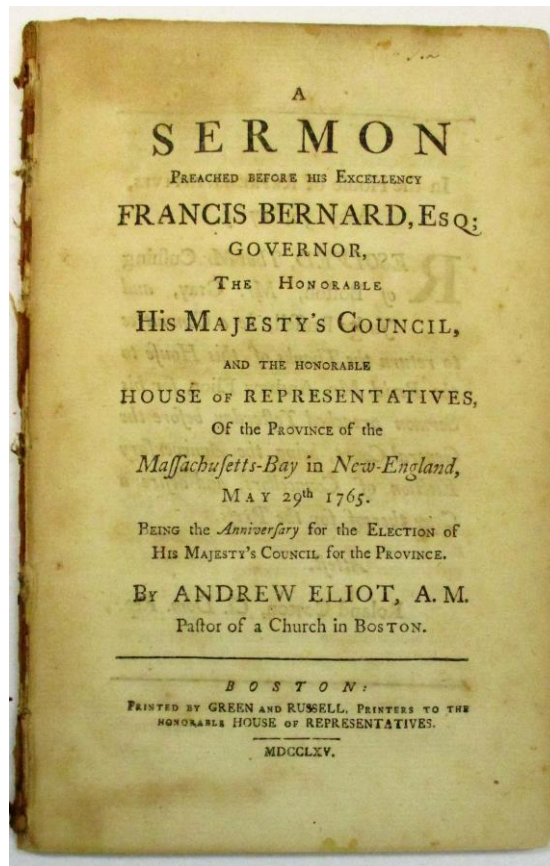 A
SERMON
PREACHED BEFORE HIS EXCELLENCY
FRANCIS BERNARD, ESQ;
GOVERNOR,
THE HONORABLE
HIS MAJESTY'S COUNCIL,
AND THE HONORABLE
HOUSE OF REPRESENTATIVES,
Of the PROVINCE of the
Maſſachuſetts-Bay in New-England,
MAY 29th 1765.
BEING the Anniverſary for the ELECTION of
HIS MAJESTY'S COUNCIL for the PROVINCE.
BY ANDREW ELIOT, A. M.
Paſtor of a Church in BOSTON.
BOSTON:
PRINTED BY GREEN AND RUSSELL, PRINTERS TO THE
HONORABLE HOUSE OF REPRESENTATIVES.
MDCCLXV.